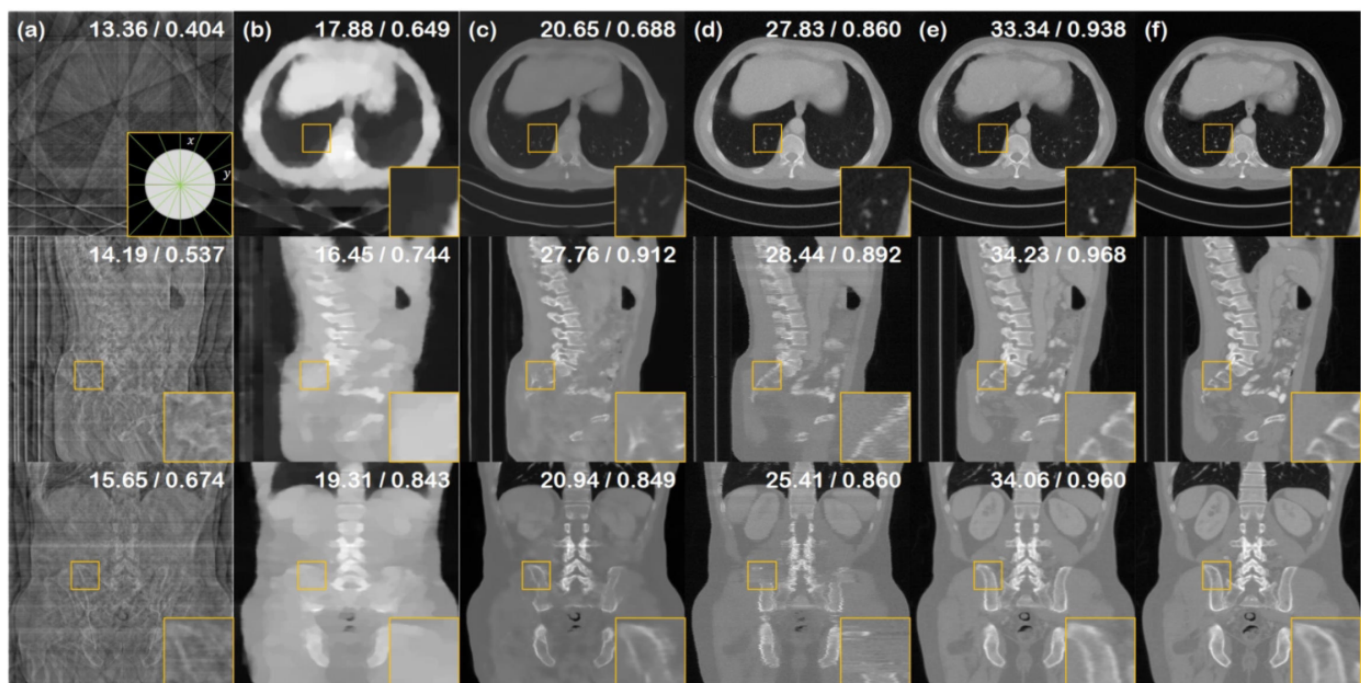 (a) 13.36 / 0.404 (b) 17.88 / 0.649 (c) 20.65 / 0.688 (d) 27.83 / 0.860 (e) 33.34 / 0.938 (f)
x
y
14.19 / 0.537 16.45 / 0.744 27.76 / 0.912 28.44 / 0.892 34.23 / 0.968
15.65 / 0.674 19.31 / 0.843 20.94 / 0.849 25.41 / 0.860 34.06 / 0.960